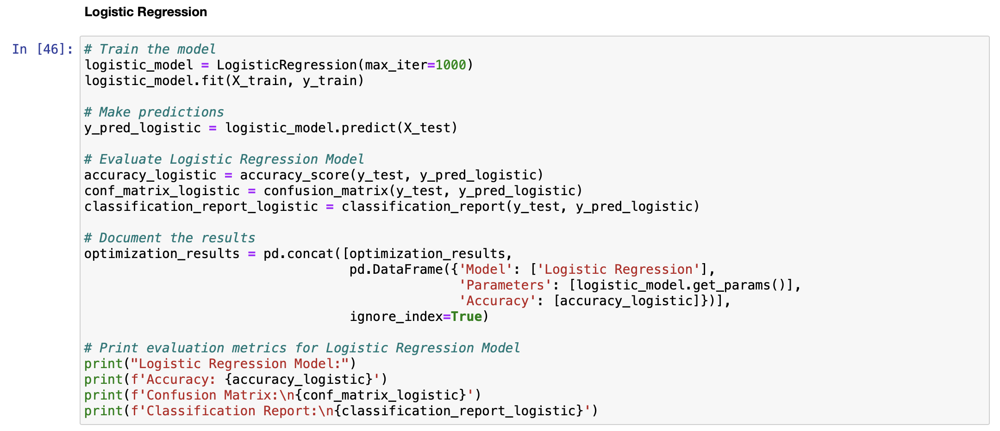 Logistic Regression
In [46]:
# Train the model
logistic_model = LogisticRegression(max_iter=1000)
logistic_model.fit(X_train, y_train)
# Make predictions
y_pred_logistic = logistic_model.predict(X_test)
# Evaluate Logistic Regression Model
accuracy_logistic = accuracy_score(y_test, y_pred_logistic)
conf_matrix_logistic = confusion_matrix(y_test, y_pred_logistic)
classification_report_logistic = classification_report(y_test, y_pred_logistic)
# Document the results
optimization_results = pd.concat([optimization_results,
pd.DataFrame({'Model': ['Logistic Regression'],
'Parameters': [logistic_model.get_params()],
'Accuracy': [accuracy_logistic]})],
ignore_index=True)
# Print evaluation metrics for Logistic Regression Model
print("Logistic Regression Model:")
print(f'Accuracy: {accuracy_logistic}')
print(f'Confusion Matrix:\n{conf_matrix_logistic}')
print(f'Classification Report:\n{classification_report_logistic}')